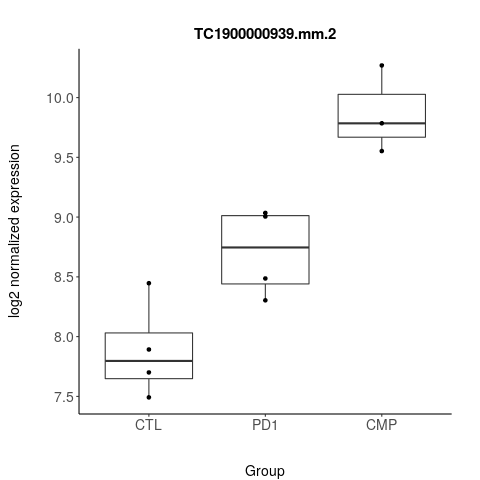 TC1900000939.mm.2
log2 normalized expression
10.0
9.5
9.0
8.5
8.0
7.5
CTL PD1 CMP
Group